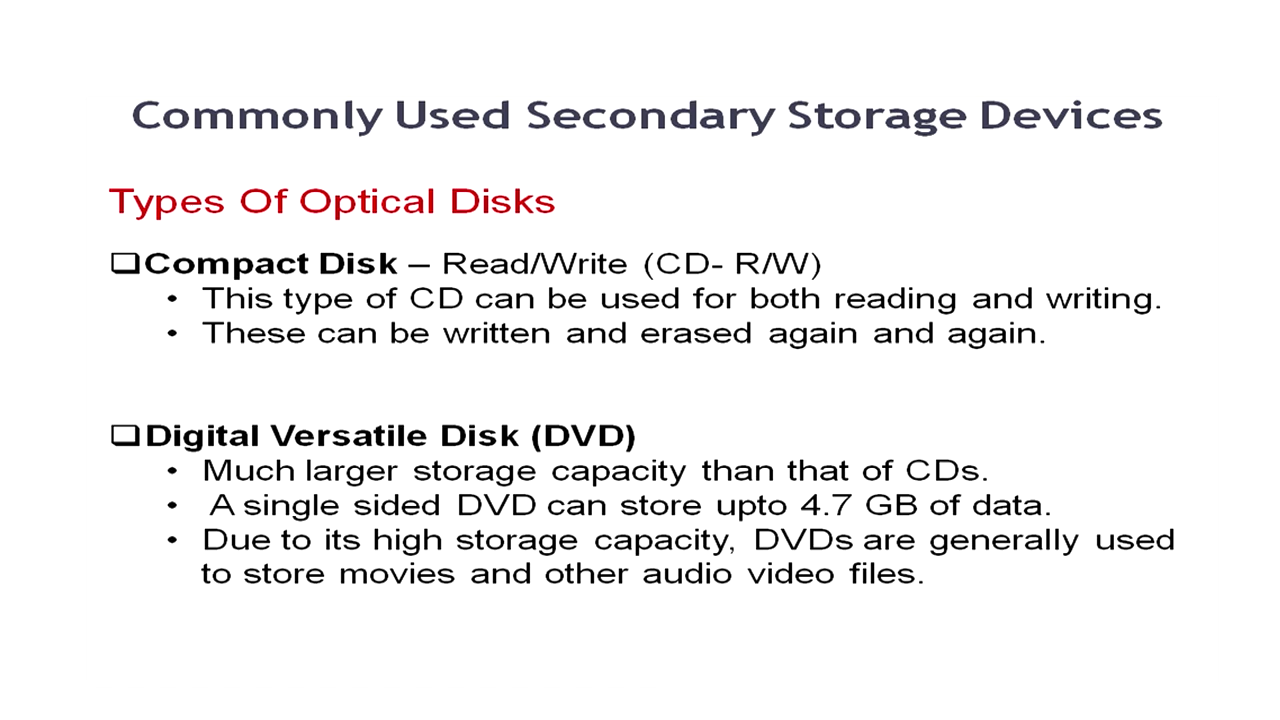 Commonly Used Secondary Storage Devices
Types Of Optical Disks
❑Compact Disk – Read/Write (CD- R/W)
• This type of CD can be used for both reading and writing.
• These can be written and erased again and again.
❑Digital Versatile Disk (DVD)
• Much larger storage capacity than that of CDs.
• A single sided DVD can store upto 4.7 GB of data.
• Due to its high storage capacity, DVDs are generally used
to store movies and other audio video files.